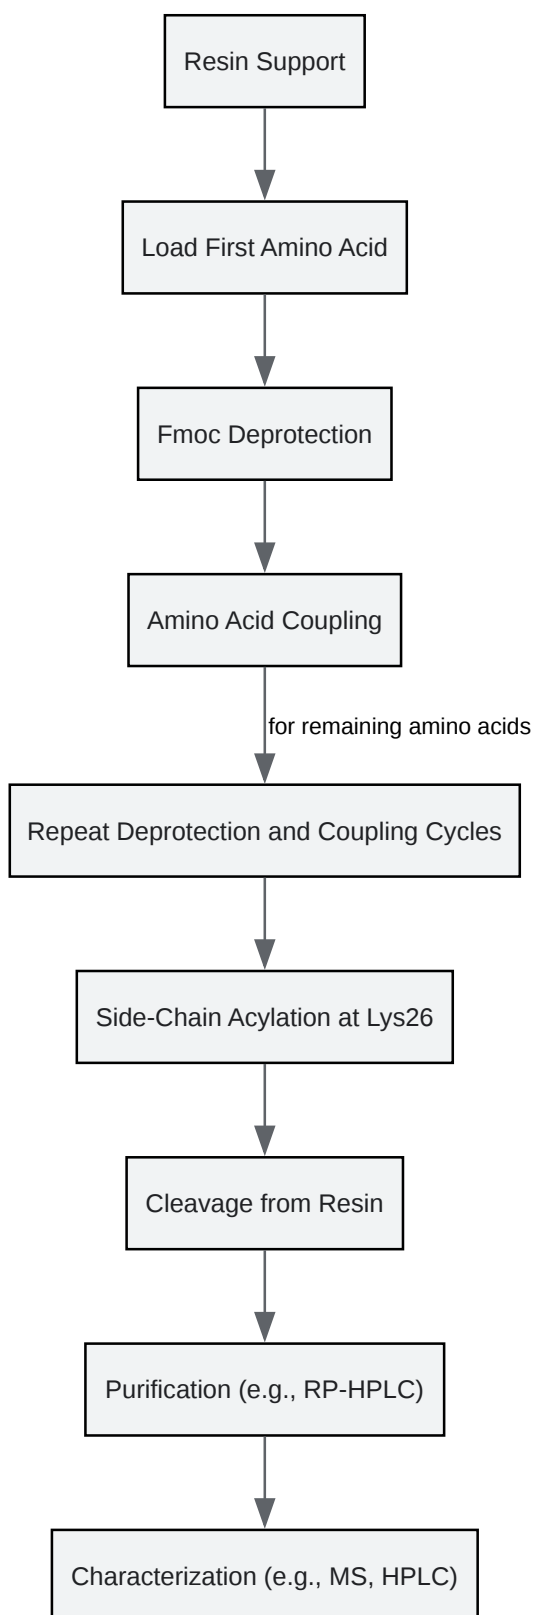 Resin Support
Load First Amino Acid
Fmoc Deprotection
Amino Acid Coupling
for remaining amino acids
Repeat Deprotection and Coupling Cycles
Side-Chain Acylation at Lys26
Cleavage from Resin
Purification (e.g., RP-HPLC)
Characterization (e.g., MS, HPLC)